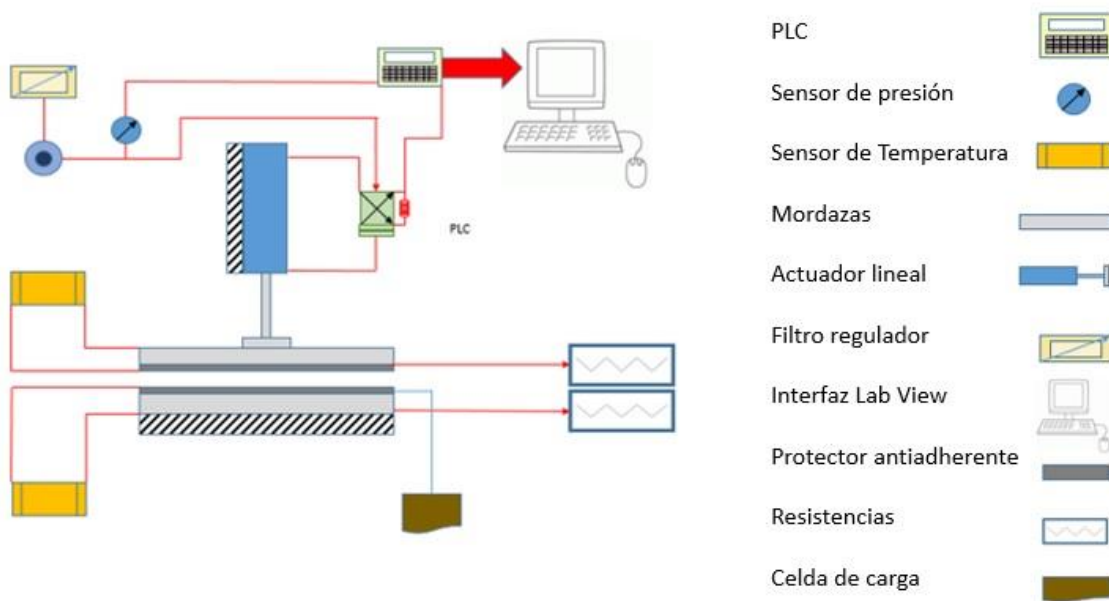 PLC
PLC
Sensor de presión
Sensor de Temperatura
Mordazas
Actuador lineal
Filtro regulador
Interfaz Lab View
Protector antiadherente
Resistencias
Celda de carga